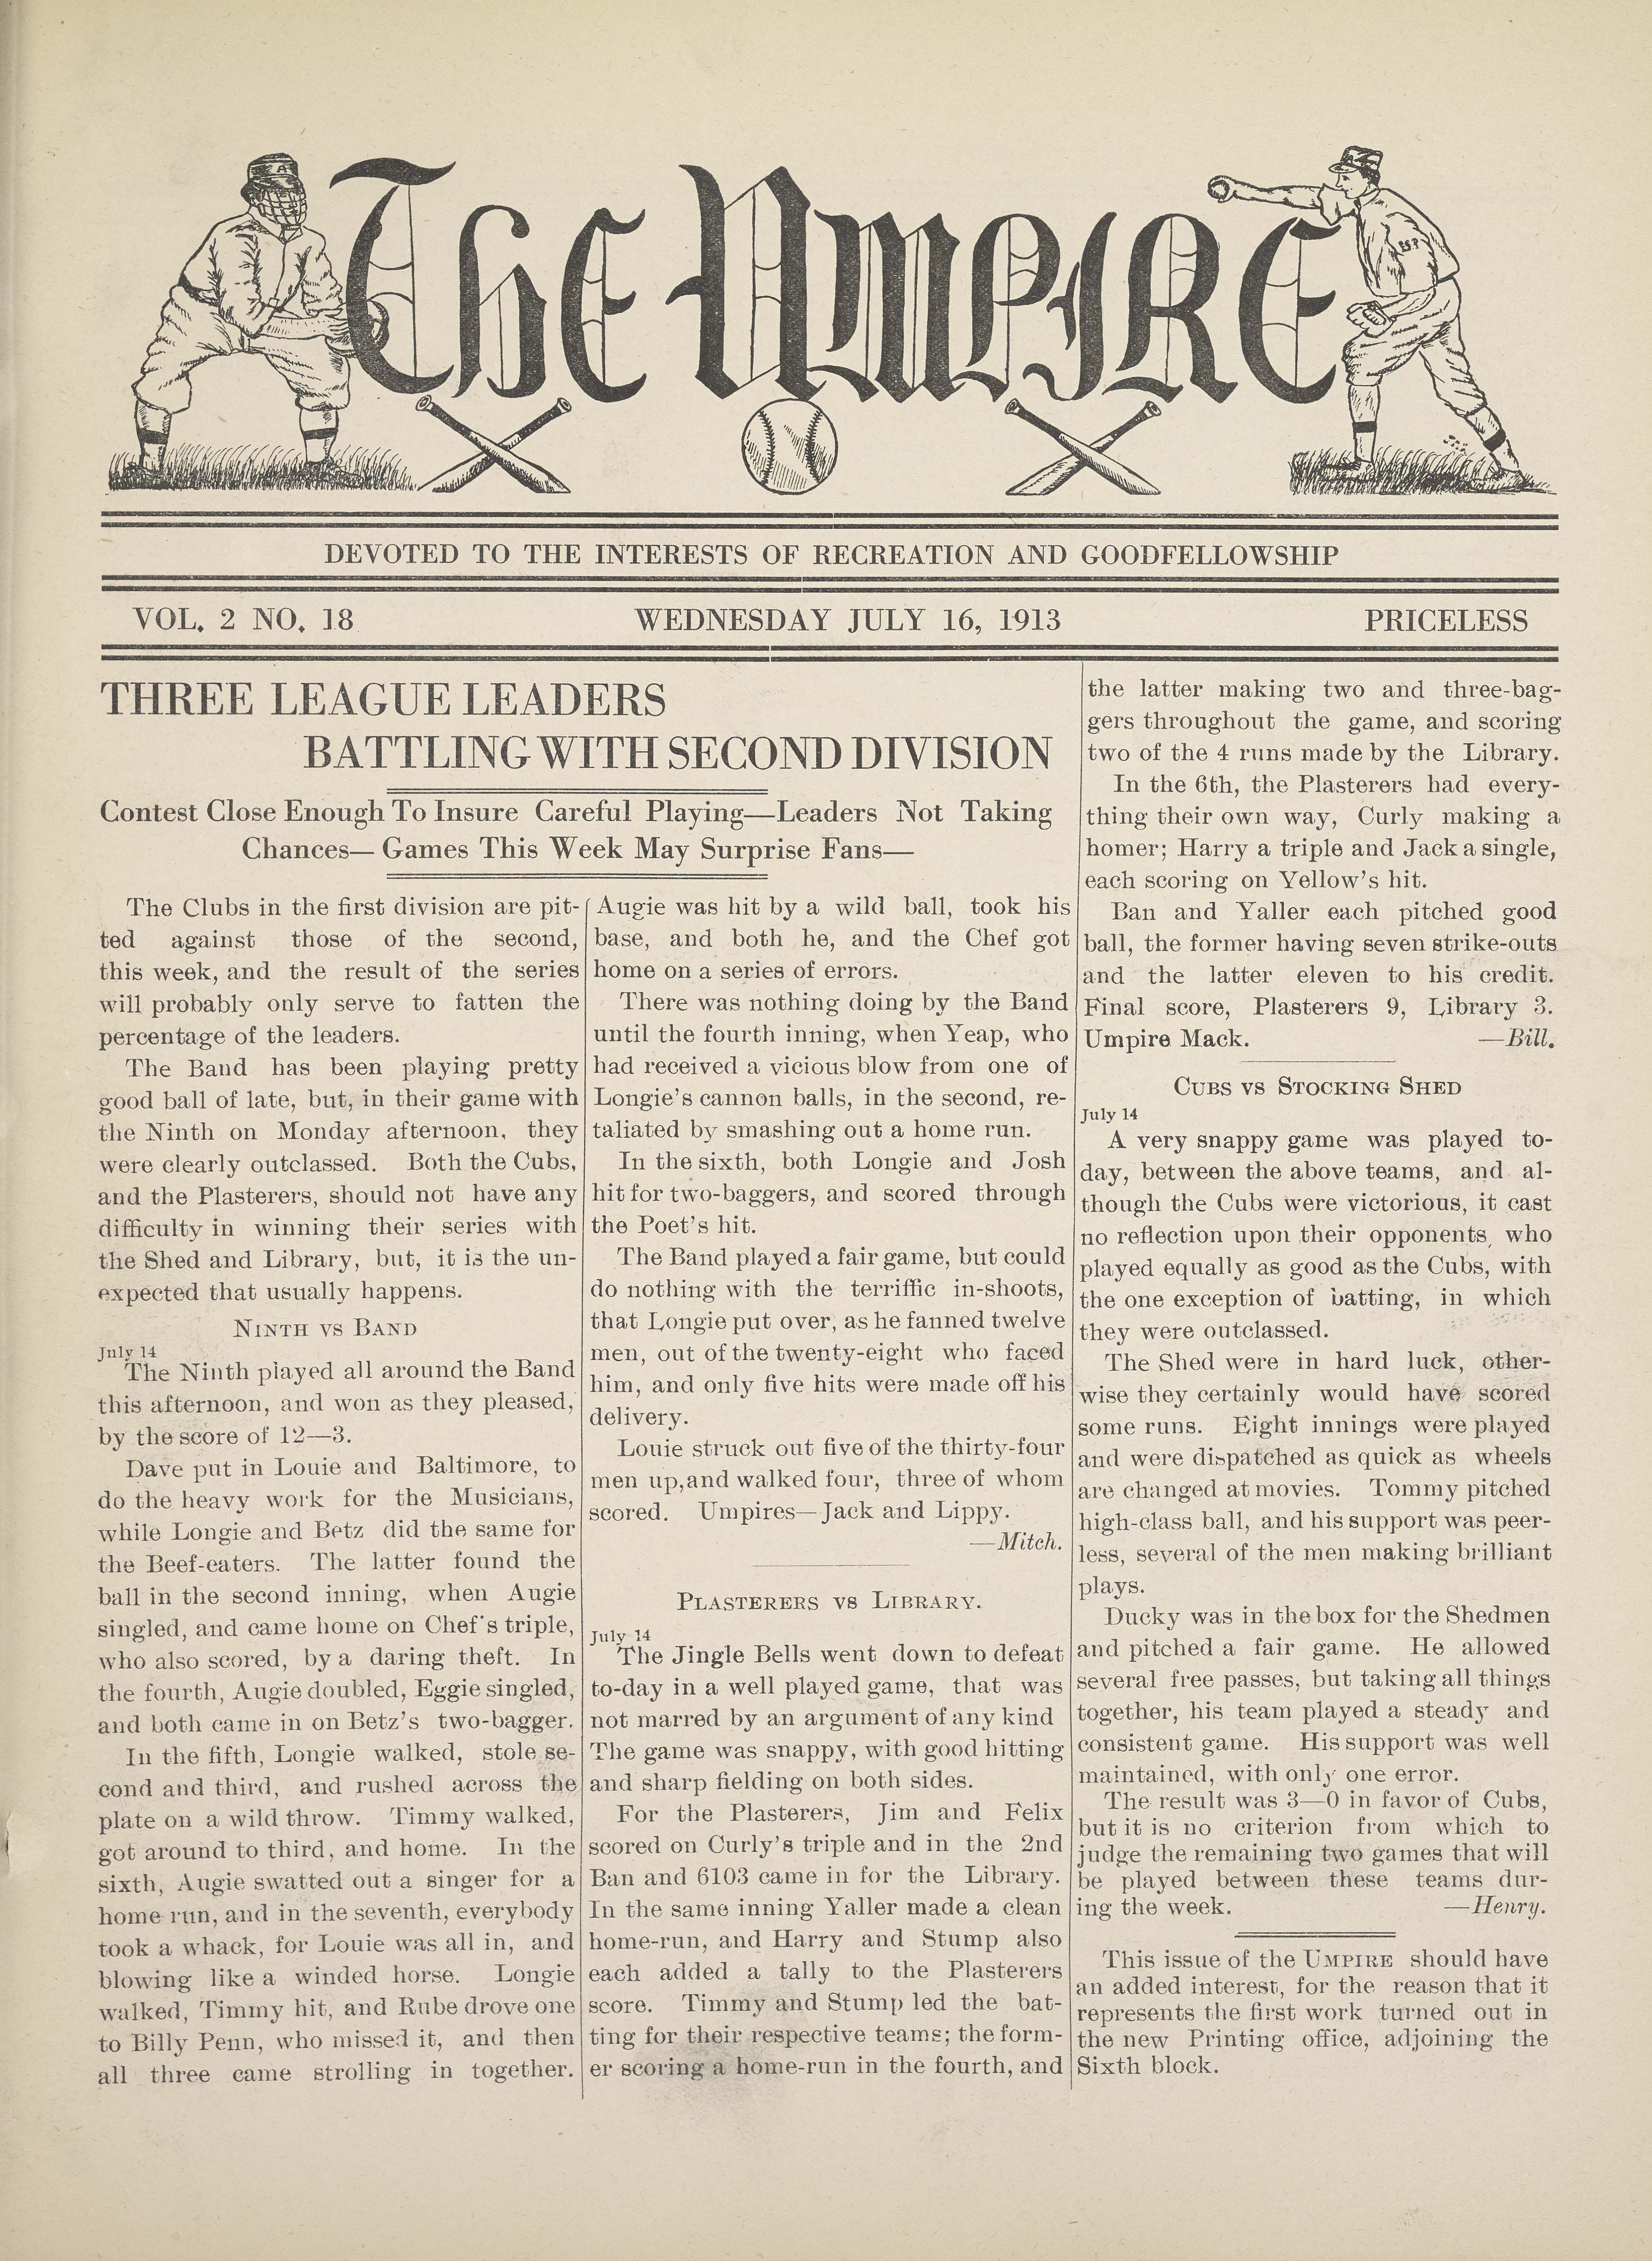 The Umpire
A
A
ESP
DEVOTED TO THE INTERESTS OF RECREATION AND GOODFELLOWSHIP
VOL. 2 NO. 18 WEDNESDAY JULY 16, 1913 PRICELESS
THREE LEAGUE LEADERS
BATTLING WITH SECOND DIVISION
Contest Close Enough To Insure Careful Playing—Leaders Not Taking
Chances— Games This Week May Surprise Fans—
The Clubs in the first division are pit-
ted against those of the second,
this week, and the result of the series
will probably only serve to fatten the
percentage of the leaders.
The Band has been playing pretty
good ball of late, but, in their game with
the Ninth on Monday afternoon, they
were clearly outclassed. Both the Cubs,
and the Plasterers, should not have any
difficulty in winning their series with
the Shed and Library, but, it is the un-
expected that usually happens.
NINTH VS BAND
July 14
The Ninth played all around the Band
this afternoon, and won as they pleased,
by the score of 12—3.
Dave put in Louie and Baltimore, to
do the heavy work for the Musicians,
while Longie and Betz did the same for
the Beef-eaters. The latter found the
ball in the second inning, when Augie
singled, and came home on Chef's triple,
who also scored, by a daring theft. In
the fourth, Augie doubled, Eggie singled,
and both came in on Betz's two-bagger.
In the fifth, Longie walked, stole se-
cond and third, and rushed across the
plate on a wild throw. Timmy walked,
got around to third, and home. In the
sixth, Augie swatted out a singer for a
home run, and in the seventh, everybody
took a whack, for Louie was all in, and
blowing like a winded horse. Longie
walked, Timmy hit, and Rube drove one
to Billy Penn, who missed it, and then
all three came strolling in together.
Augie was hit by a wild ball, took his
base, and both he, and the Chef got
home on a series of errors.
There was nothing doing by the Band
until the fourth inning, when Yeap, who
had received a vicious blow from one of
Longie's cannon balls, in the second, re-
taliated by smashing out a home run.
In the sixth, both Longie and Josh
hit for two-baggers, and scored through
the Poet's hit.
The Band played a fair game, but could
do nothing with the terriffic in-shoots,
that Longie put over, as he fanned twelve
men, out of the twenty-eight who faced
him, and only five hits were made off his
delivery.
Louie struck out five of the thirty-four
men up,and walked four, three of whom
scored. Umpires—Jack and Lippy.
—Mitch.
PLASTERERS VS LIBRARY.
July 14
The Jingle Bells went down to defeat
to-day in a well played game, that was
not marred by an argument of any kind
The game was snappy, with good hitting
and sharp fielding on both sides.
For the Plasterers, Jim and Felix
scored on Curly's triple and in the 2nd
Ban and 6103 came in for the Library.
In the same inning Yaller made a clean
home-run, and Harry and Stump also
each added a tally to the Plasterers
score. Timmy and Stump led the bat-
ting for their respective teams; the form-
er scoring a home-run in the fourth, and
the latter making two and three-bag-
gers throughout the game, and scoring
two of the 4 runs made by the Library.
In the 6th, the Plasterers had every-
thing their own way, Curly making a
homer; Harry a triple and Jack a single,
each scoring on Yellow's hit.
Ban and Yaller each pitched good
ball, the former having seven strike-outs
and the latter eleven to his credit.
Final score, Plasterers 9, Library 3.
Umpire Mack. —Bill.
CUBS VS STOCKING SHED
July 14
A very snappy game was played to-
day, between the above teams, and al-
though the Cubs were victorious, it cast
no reflection upon their opponents, who
played equally as good as the Cubs, with
the one exception of batting, in which
they were outclassed.
The Shed were in hard luck, other-
wise they certainly would have scored
some runs. Eight innings were played
and were dispatched as quick as wheels
are changed at movies. Tommy pitched
high-class ball, and his support was peer-
less, several of the men making brilliant
plays.
Ducky was in the box for the Shedmen
and pitched a fair game. He allowed
several free passes, but taking all things
together, his team played a steady and
consistent game. His support was well
maintained, with only one error.
The result was 3—0 in favor of Cubs,
but it is no criterion from which to
judge the remaining two games that will
be played between these teams dur-
ing the week. —Henry.
This issue of the UMPIRE should have
an added interest, for the reason that it
represents the first work turned out in
the new Printing office, adjoining the
Sixth block.